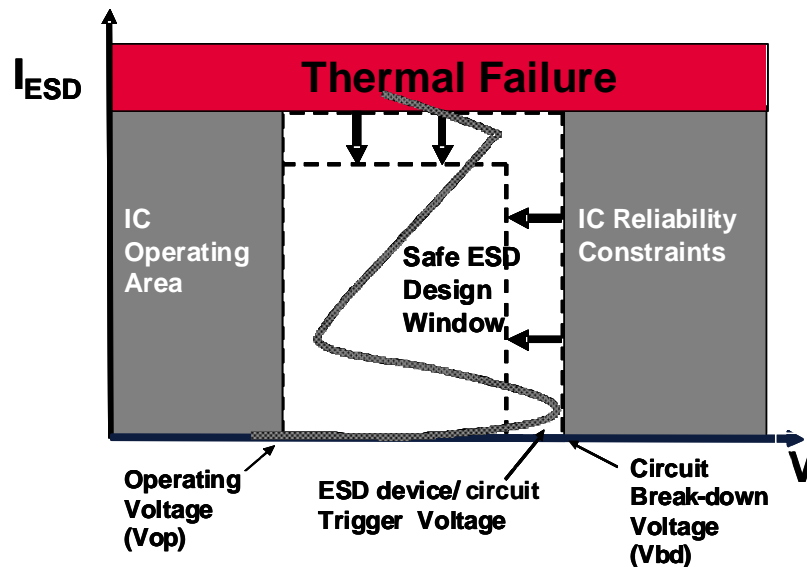 I_ESD
Thermal Failure
IC
Operating
Area
IC Reliability
Constraints
Safe ESD
Design
Window
V
Operating
Voltage
(Vop)
ESD device/ circuit
Trigger Voltage
Circuit
Break-down
Voltage
(Vbd)